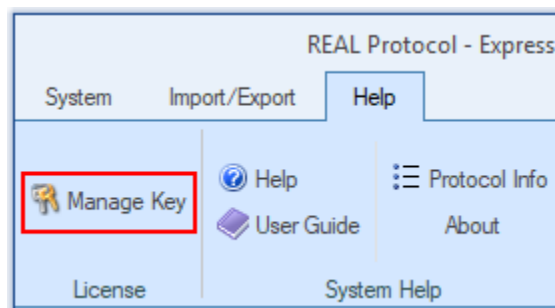 REAL Protocol - Express
System Import/Export Help
Manage Key
Help
User Guide
Protocol Info
About
License
System Help